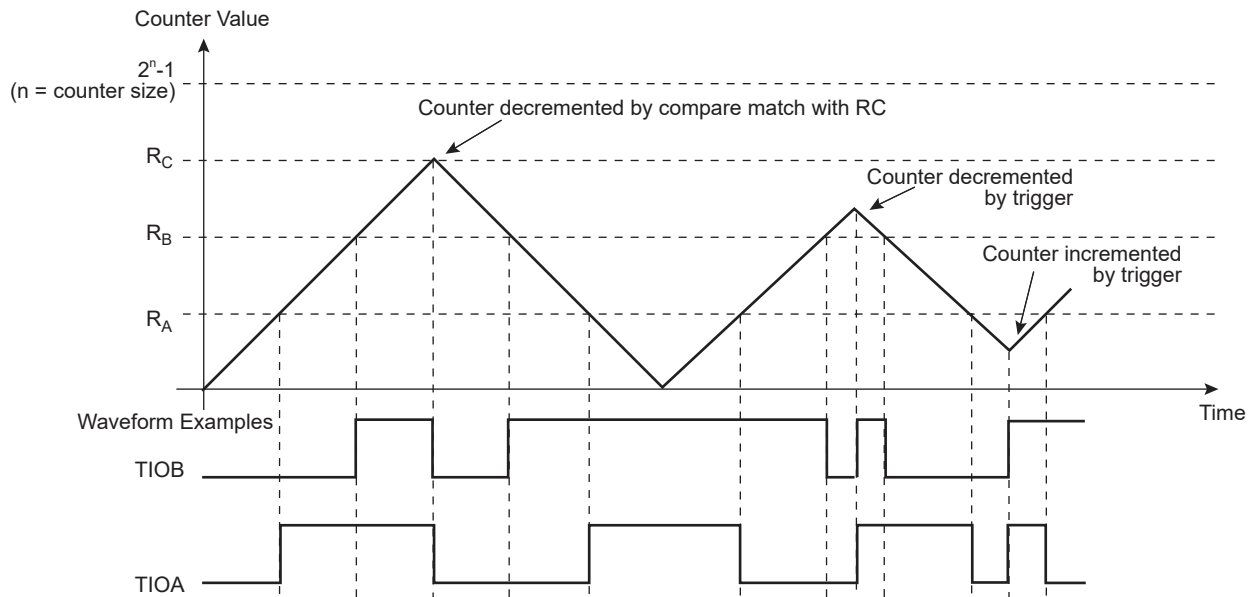 Counter Value
2ⁿ-1
(n = counter size)
Counter decremented by compare match with RC
R_C
Counter decremented
by trigger
R_B
Counter incremented
by trigger
R_A
Time
Waveform Examples
TIOB
TIOA